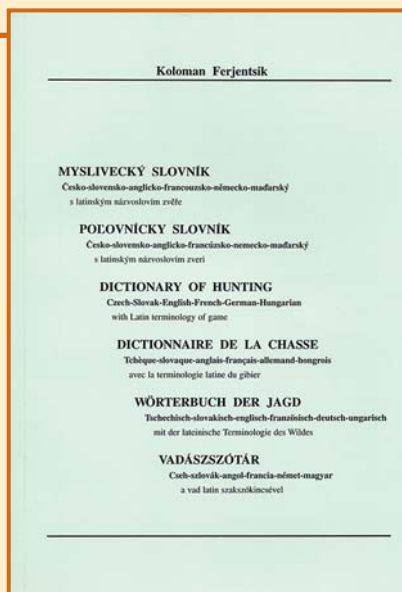 Koloman Ferjentsik
MYSLIVECKÝ SLOVNÍK
Česko-slovensko-anglicko-francouzsko-německo-maďarský
s latinským názvoslovím zvěře
POĽOVNÍCKY SLOVNÍK
Česko-slovensko-anglicko-francúzsko-nemecko-maďarský
s latinským názvoslovím zveri
DICTIONARY OF HUNTING
Czech-Slovak-English-French-German-Hungarian
with Latin terminology of game
DICTIONNAIRE DE LA CHASSE
Tchèque-slovaque-anglais-français-allemand-hongrois
avec la terminologie latine du gibier
WÖRTERBUCH DER JAGD
Tschechisch-slovakisch-englisch-französisch-deutsch-ungarisch
mit der lateinische Terminologie des Wildes
VADÁSZSZÓTÁR
Cseh-szlovák-angol-francia-német-magyar
a vad latin szakszókincsével